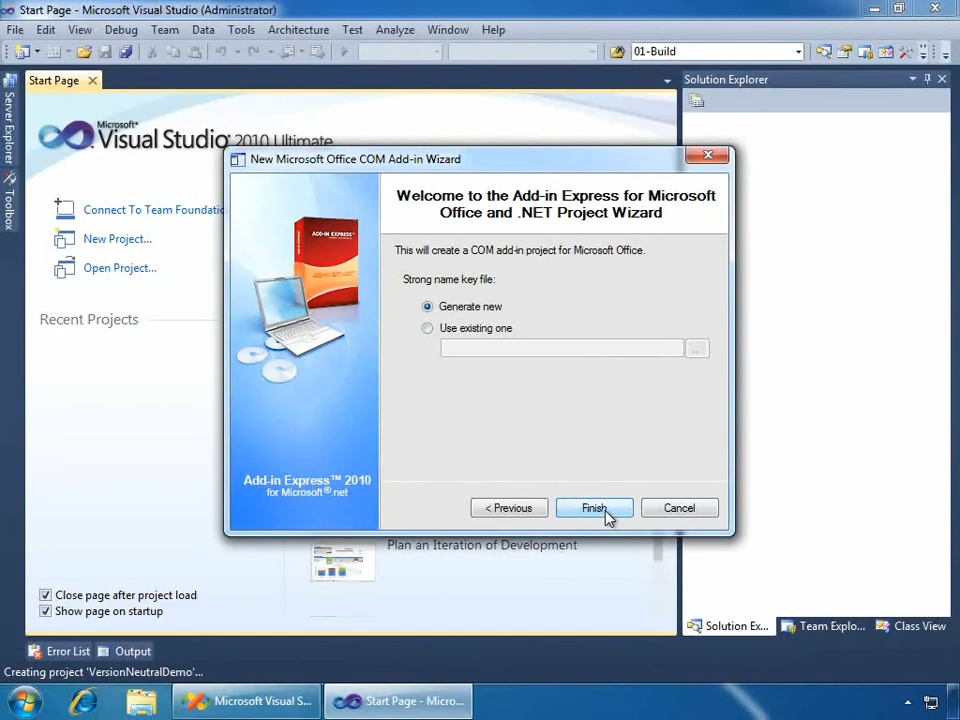 Start Page - Microsoft Visual Studio (Administrator)
File Edit View Debug Team Data Tools Architecture Test Analyze Window Help
01-Build
Start Page
Solution Explorer
Server Explorer
Toolbox
Microsoft®
Visual Studio® 2010 Ultimate
Connect To Team Foundatio
New Project...
Open Project...
Recent Projects
New Microsoft Office COM Add-in Wizard
Welcome to the Add-in Express for Microsoft
Office and .NET Project Wizard
This will create a COM add-in project for Microsoft Office.
Strong name key file:
Generate new
Use existing one
...
ADD-IN EXPRESS™
Add-in Express™ 2010
for Microsoft®.net
< Previous
Finish
Cancel
Plan an Iteration of Development
Close page after project load
Show page on startup
Solution Ex...
Team Explo...
Class View
Error List
Output
Creating project 'VersionNeutralDemo'...
Microsoft Visual S...
Start Page - Micro...